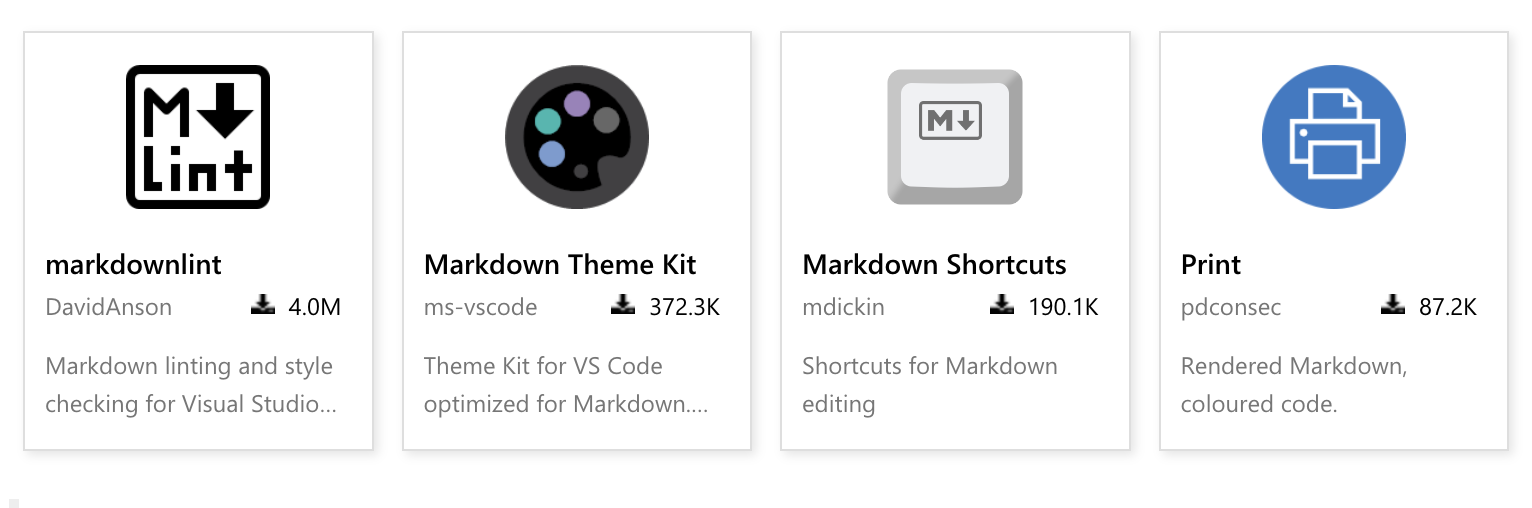 M
Lint
markdownlint
DavidAnson 4.0M
Markdown linting and style
checking for Visual Studio...
Markdown Theme Kit
ms-vscode 372.3K
Theme Kit for VS Code
optimized for Markdown....
M
Markdown Shortcuts
mdickin 190.1K
Shortcuts for Markdown
editing
Print
pdconsec 87.2K
Rendered Markdown,
coloured code.